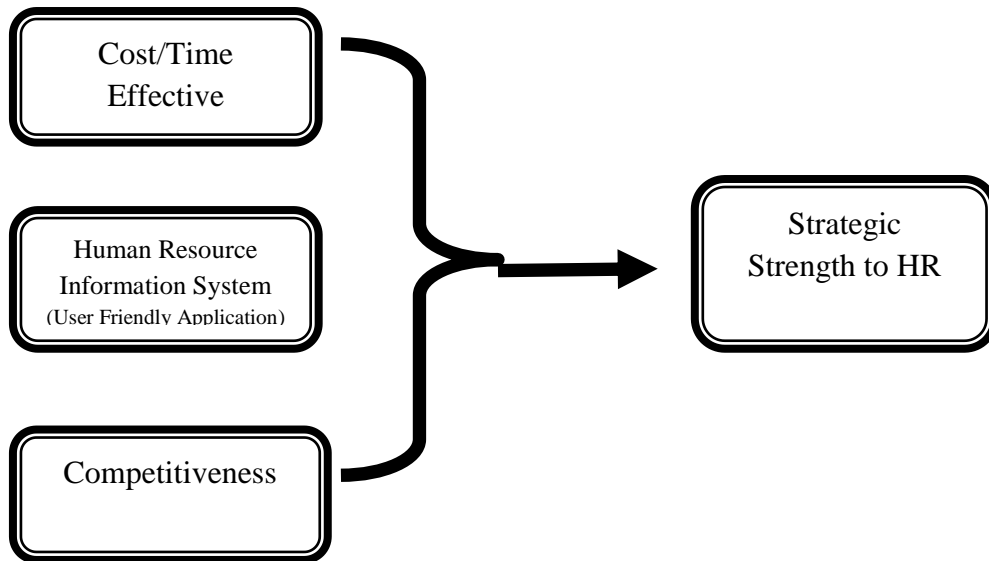 Cost/Time
Effective
Human Resource
Information System
(User Friendly Application)
Competitiveness
Strategic
Strength to HR